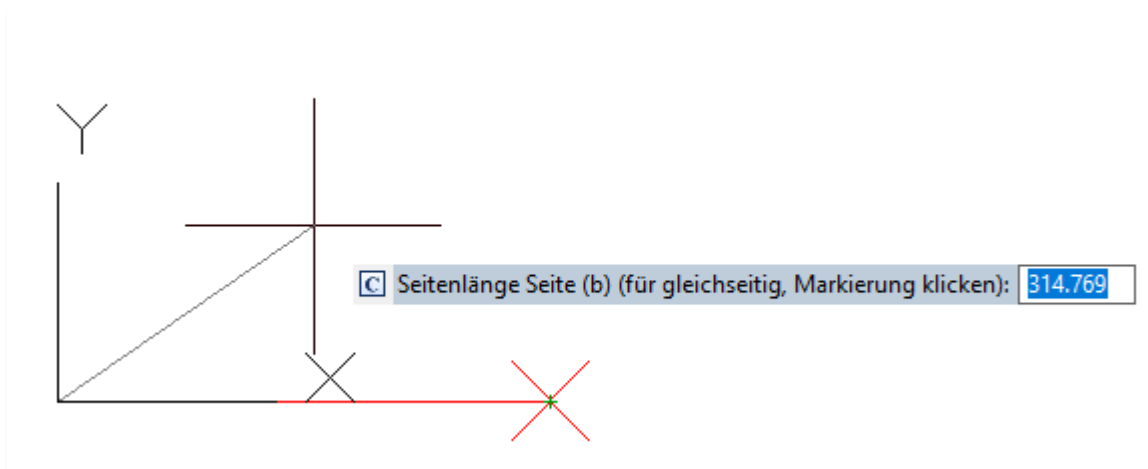 Y
C Seitenlänge Seite (b) (für gleichseitig, Markierung klicken): 314.769
X